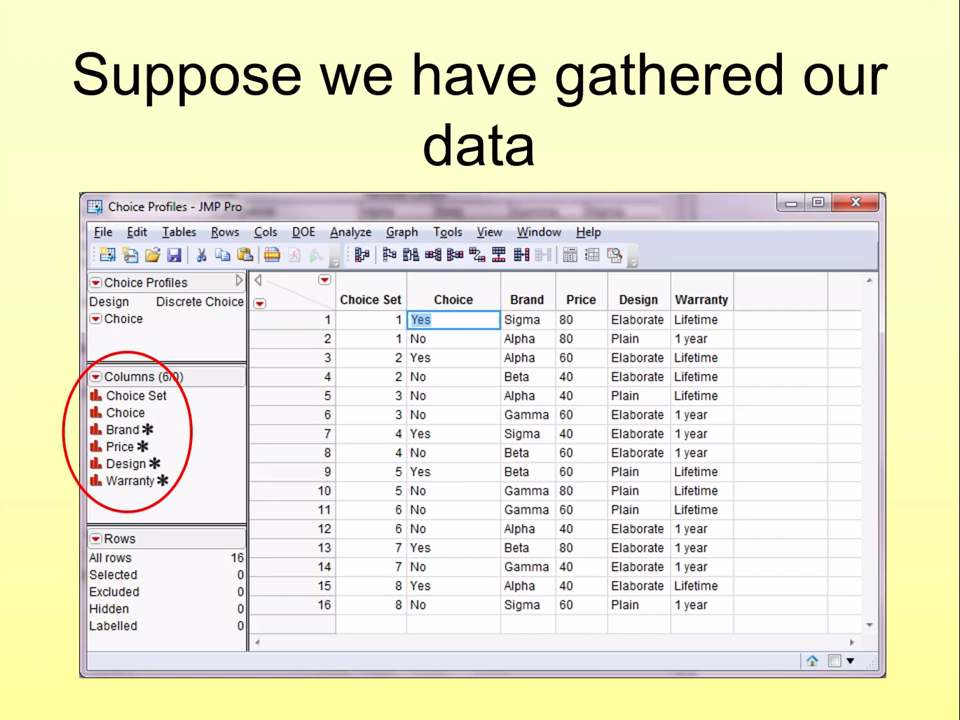 Suppose we have gathered our
data
Choice Profiles - JMP Pro
File Edit Tables Rows Cols DOE Analyze Graph Tools View Window Help
Choice Profiles
Design Discrete Choice
Choice
Columns (6/0)
Choice Set
Choice
Brand *
Price *
Design *
Warranty *
Rows
All rows 16
Selected 0
Excluded 0
Hidden 0
Labelled 0
Choice Set Choice Brand Price Design Warranty
1 1 Yes Sigma 80 Elaborate Lifetime
2 1 No Alpha 80 Plain 1 year
3 2 Yes Alpha 60 Elaborate Lifetime
4 2 No Beta 40 Elaborate Lifetime
5 3 No Alpha 40 Plain Lifetime
6 3 No Gamma 60 Elaborate 1 year
7 4 Yes Sigma 40 Elaborate 1 year
8 4 No Beta 60 Elaborate 1 year
9 5 Yes Beta 60 Plain Lifetime
10 5 No Gamma 80 Plain Lifetime
11 6 No Gamma 60 Plain Lifetime
12 6 No Alpha 40 Elaborate 1 year
13 7 Yes Beta 80 Elaborate 1 year
14 7 No Gamma 40 Elaborate 1 year
15 8 Yes Alpha 40 Elaborate Lifetime
16 8 No Sigma 60 Plain 1 year